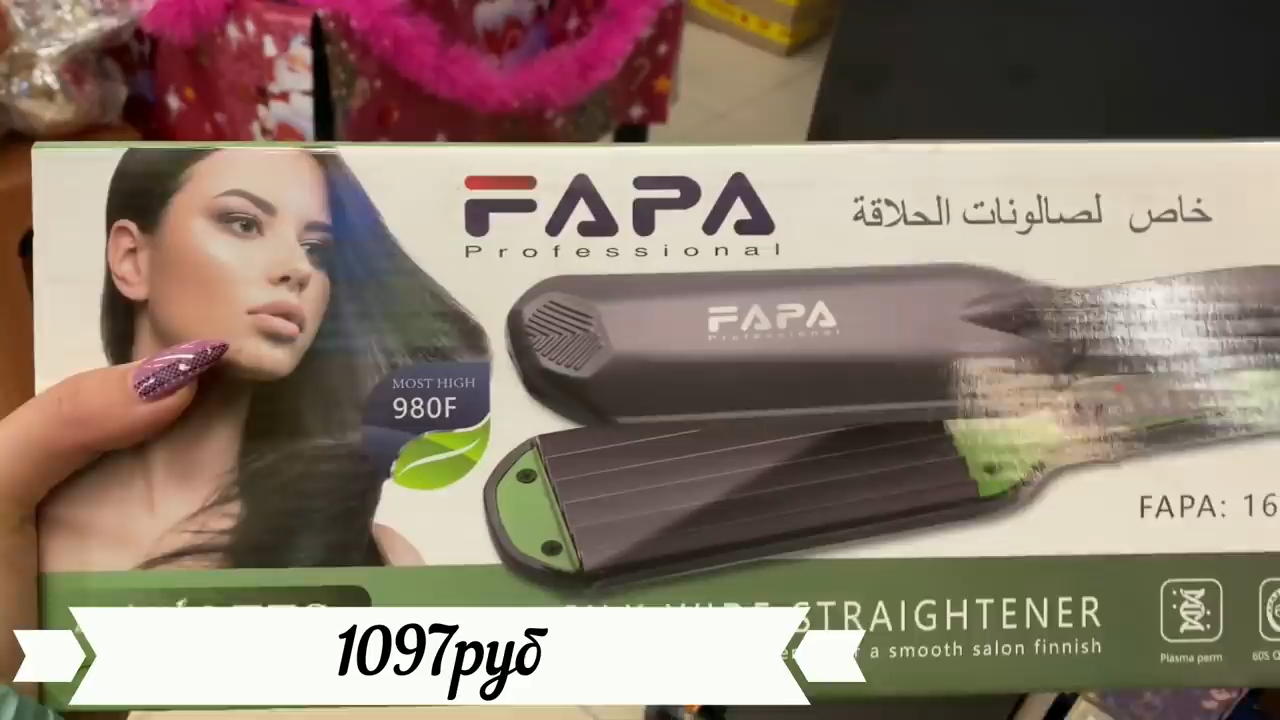 FAPA
Professional
خاص لصالونات الحلاقة
FAPA
Professional
MOST HIGH
980F
FAPA: 16
STRAIGHTENER
a smooth salon finnish
Plasma perm
60S
1097руб